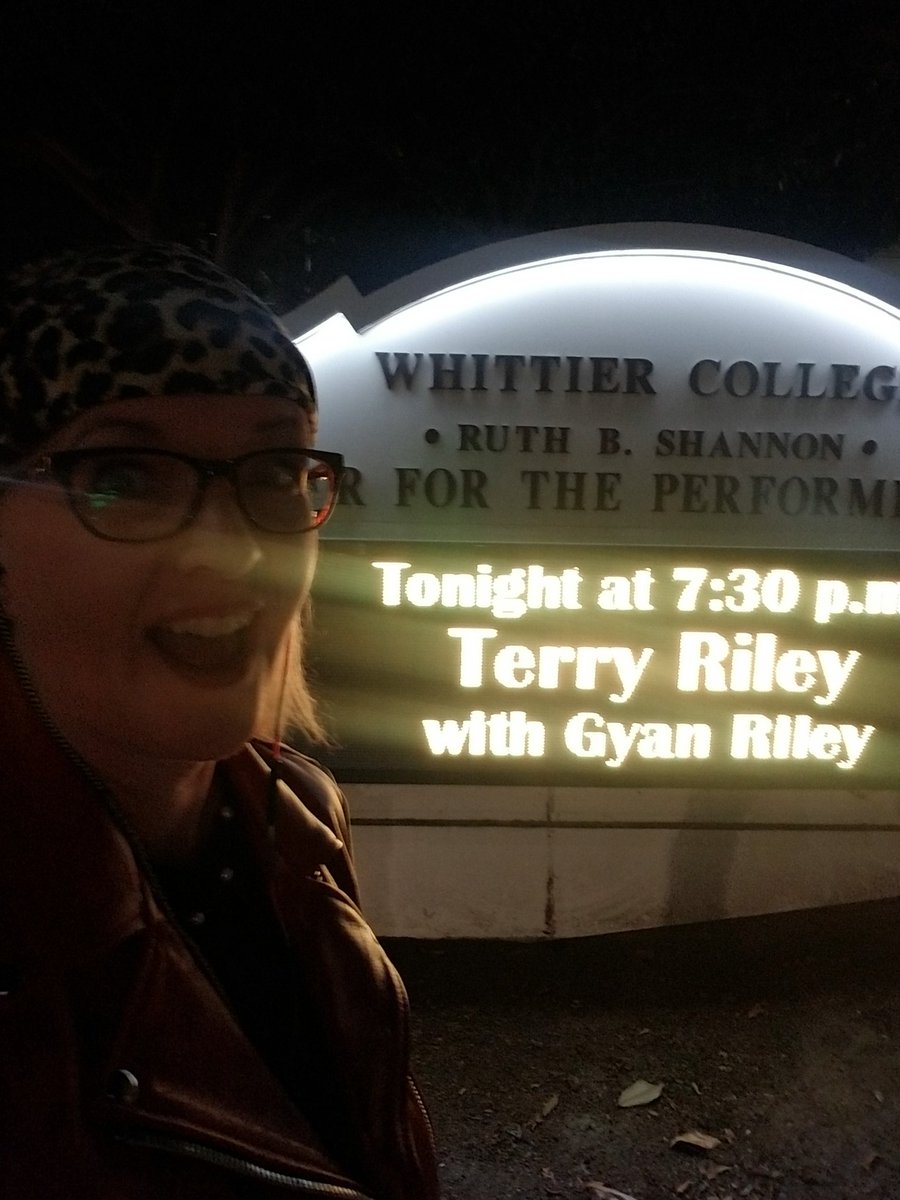 WHITTIER COLLEG
• RUTH B. SHANNON •
R FOR THE PERFORM
Tonight at 7:30 p.m
Terry Riley
with Gyan Riley